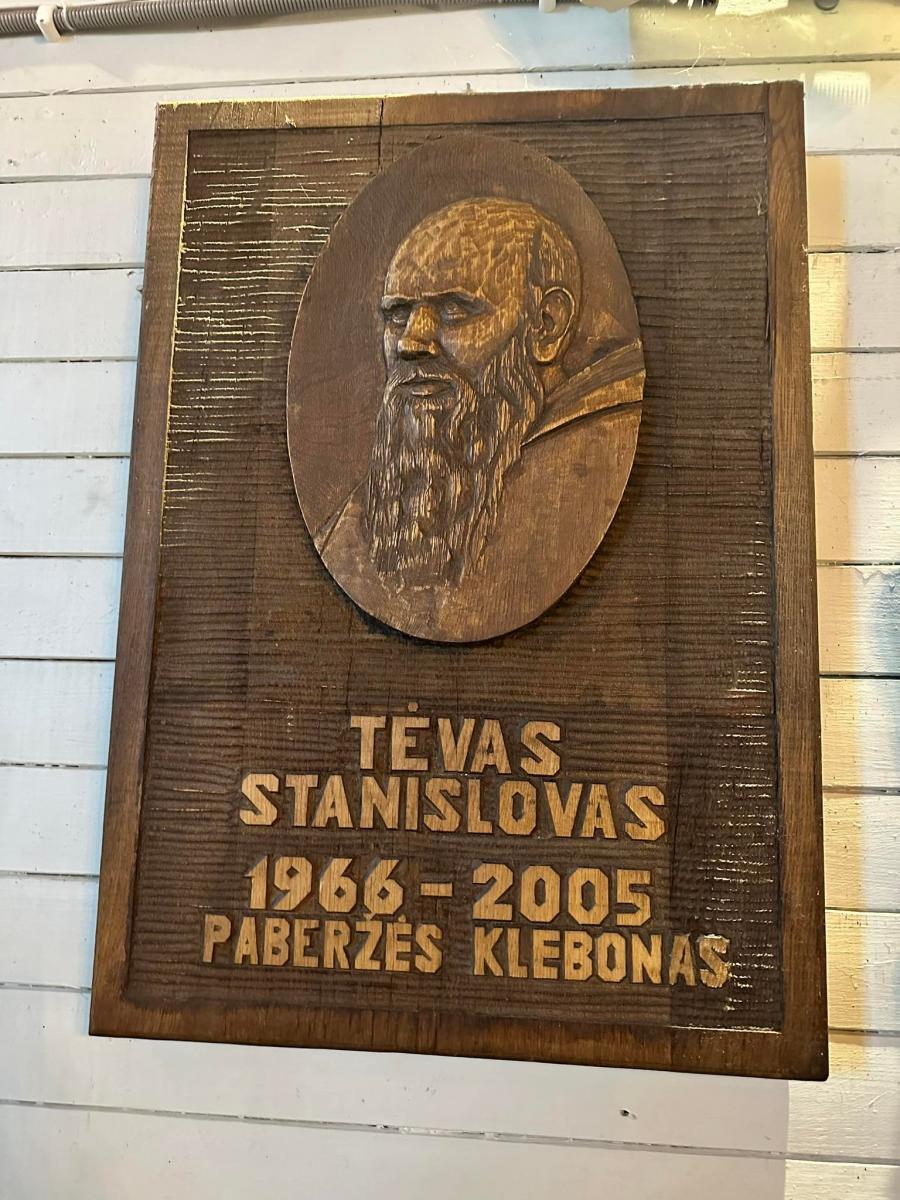 TĖVAS
STANISLOVAS
1966 – 2005
PABERŽĖS KLEBONAS